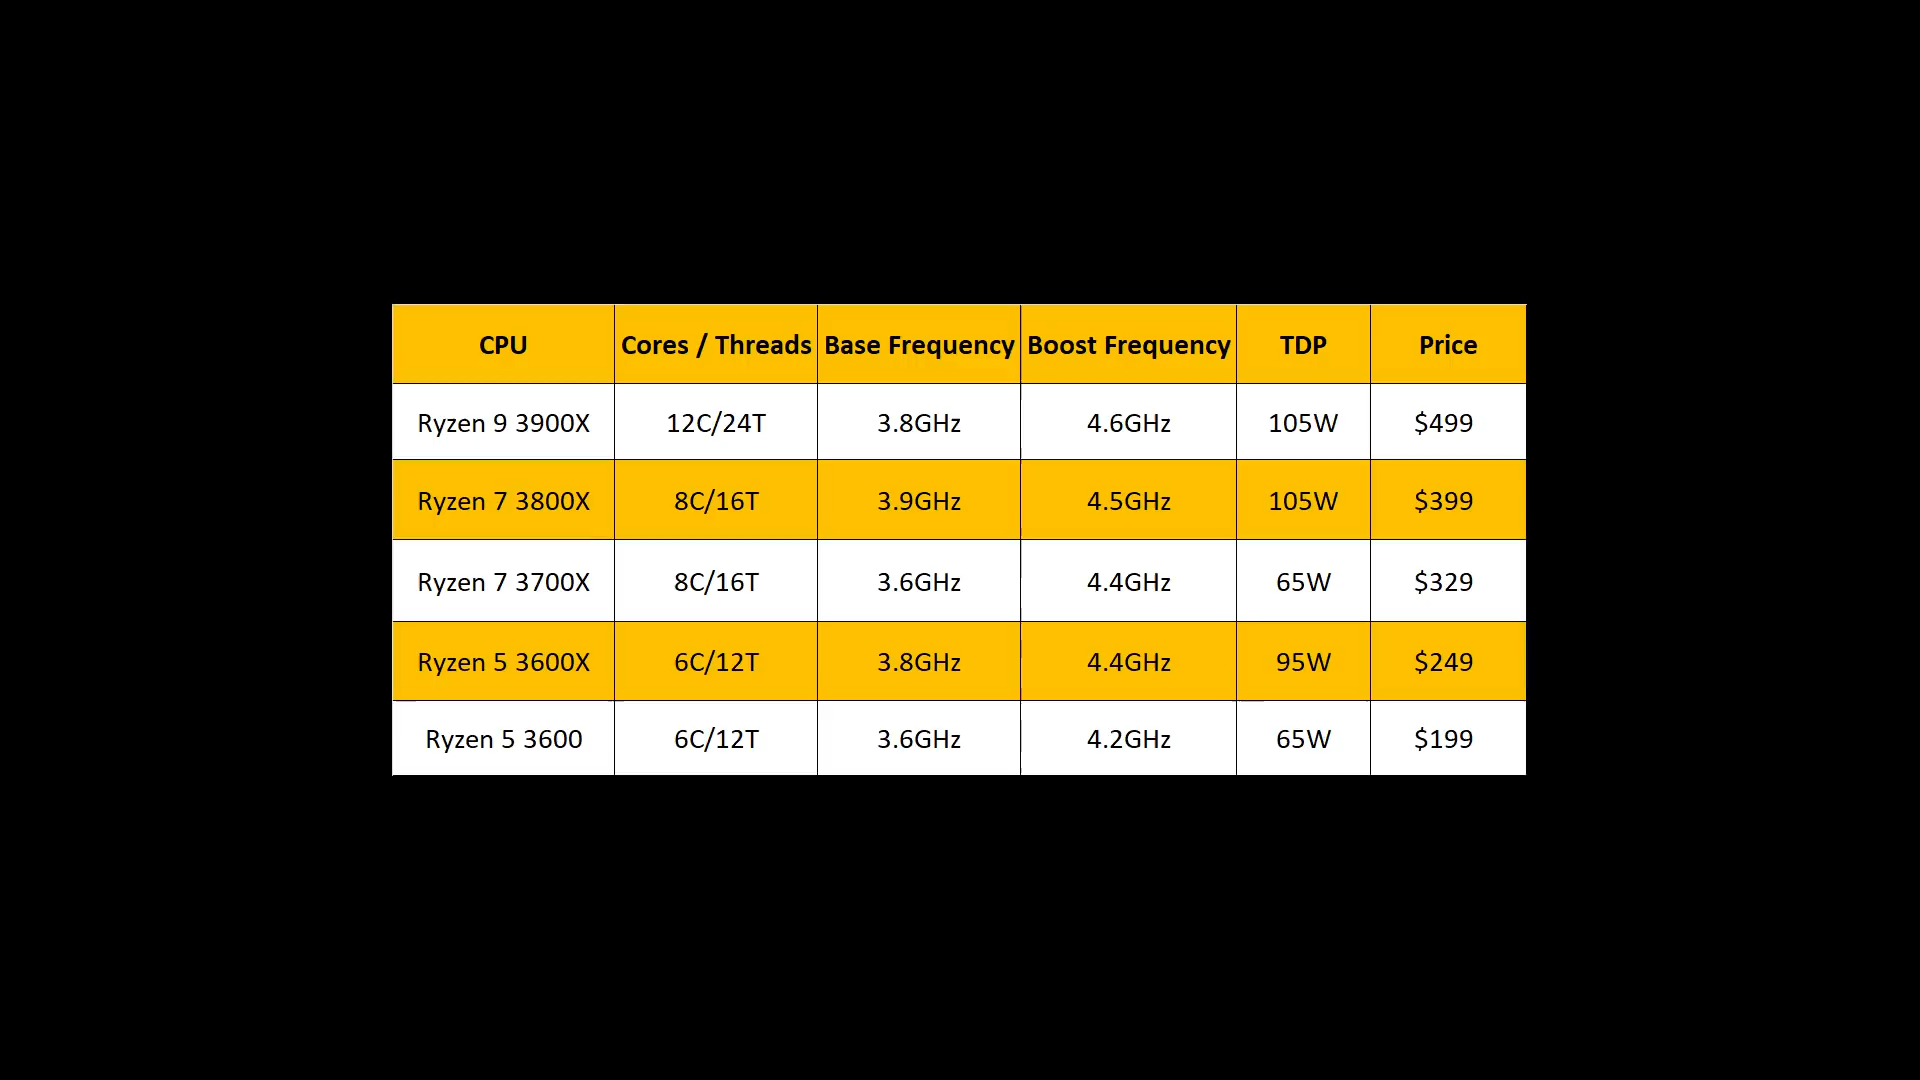 CPU Cores / Threads Base Frequency Boost Frequency TDP Price
Ryzen 9 3900X 12C/24T 3.8GHz 4.6GHz 105W $499
Ryzen 7 3800X 8C/16T 3.9GHz 4.5GHz 105W $399
Ryzen 7 3700X 8C/16T 3.6GHz 4.4GHz 65W $329
Ryzen 5 3600X 6C/12T 3.8GHz 4.4GHz 95W $249
Ryzen 5 3600 6C/12T 3.6GHz 4.2GHz 65W $199